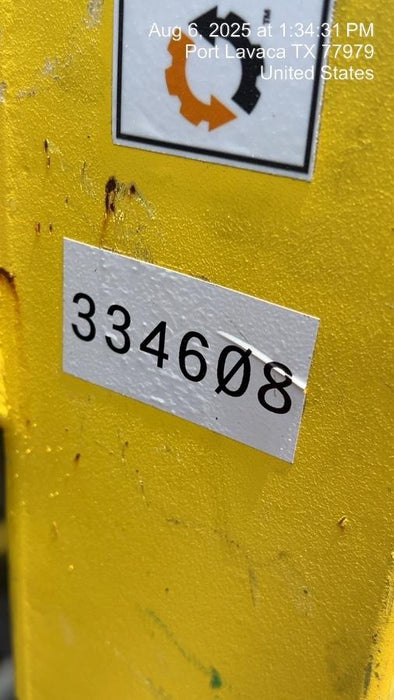 Aug 6, 2025 at 1:34:31 PM
Port Lavaca TX 77979
United States
334608